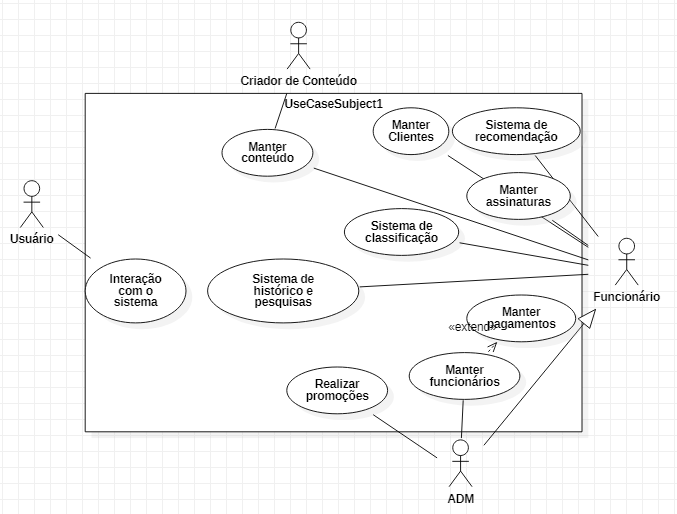 Criador de Conteúdo
UseCaseSubject1
Manter
Clientes
Sistema de
recomendação
Manter
conteúdo
Manter
assinaturas
Usuário
Sistema de
classificação
Interação
com o
sistema
Sistema de
histórico e
pesquisas
Funcionário
Manter
pagamentos
«extend»
Manter
funcionários
Realizar
promoções
ADM